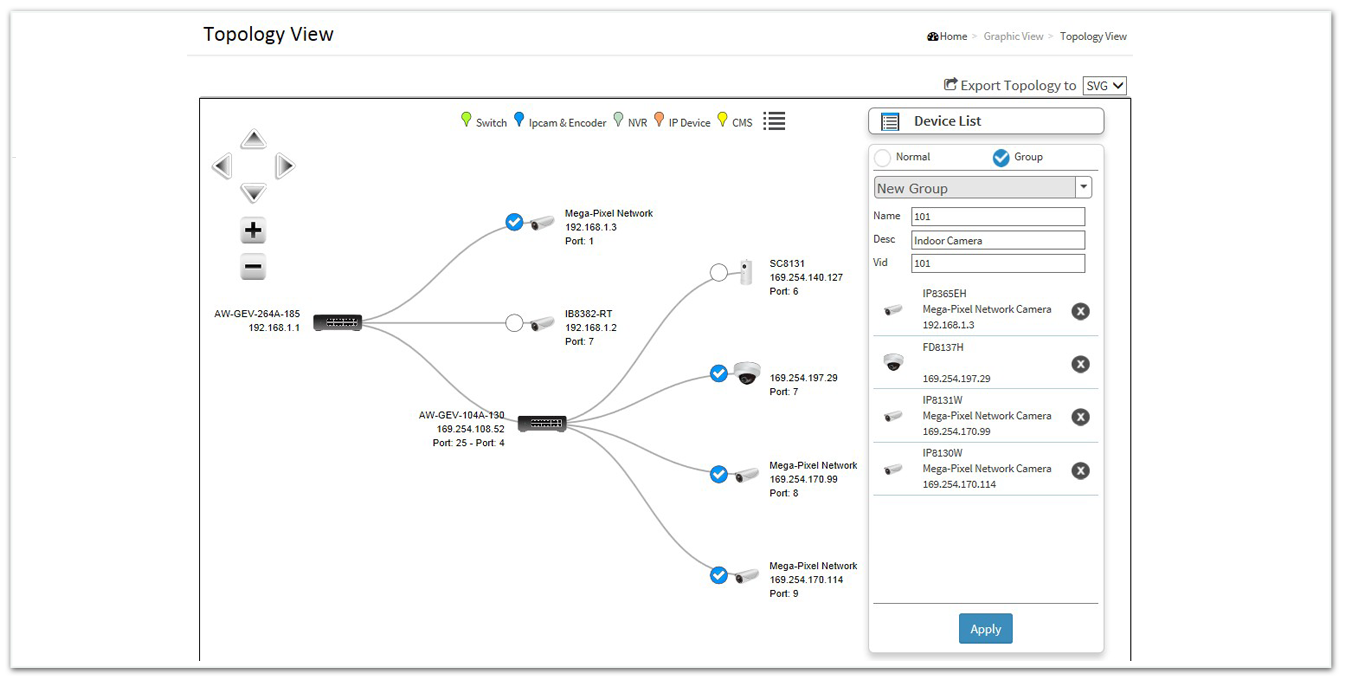 Topology View
Home > Graphic View > Topology View
Export Topology to SVG
Switch Ipcam & Encoder NVR IP Device CMS
Device List
Normal Group
New Group
Name 101
Desc Indoor Camera
Vid 101
IP8365EH
Mega-Pixel Network Camera
192.168.1.3
FD8137H
169.254.197.29
IP8131W
Mega-Pixel Network Camera
169.254.170.99
IP8130W
Mega-Pixel Network Camera
169.254.170.114
Apply
Mega-Pixel Network
192.168.1.3
Port: 1
AW-GEV-264A-185
192.168.1.1
IB8382-RT
192.168.1.2
Port: 7
SC8131
169.254.140.127
Port: 6
169.254.197.29
Port: 7
AW-GEV-104A-130
169.254.108.52
Port: 25 - Port: 4
Mega-Pixel Network
169.254.170.99
Port: 8
Mega-Pixel Network
169.254.170.114
Port: 9